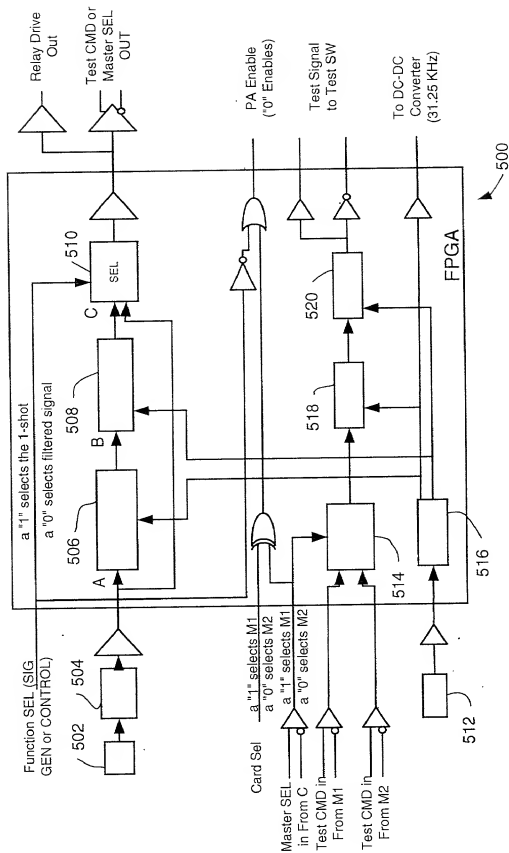 Relay Drive
Out
Test CMD or
Master SEL
OUT
PA Enable
("0" Enables)
Test Signal
to Test SW
To DC-DC
Converter
(31.25 KHz)
500
FPGA
510
SEL
C
520
508
518
B
a "1" selects the 1-shot
a "0" selects filtered signal
506
514
516
A
Function SEL (SIG
GEN or CONTROL)
504
502
Card Sel
a "1" selects M1
a "0" selects M2
a "1" selects M1
a "0" selects M2
Master SEL
in From C
Test CMD in
From M1
Test CMD in
From M2
512